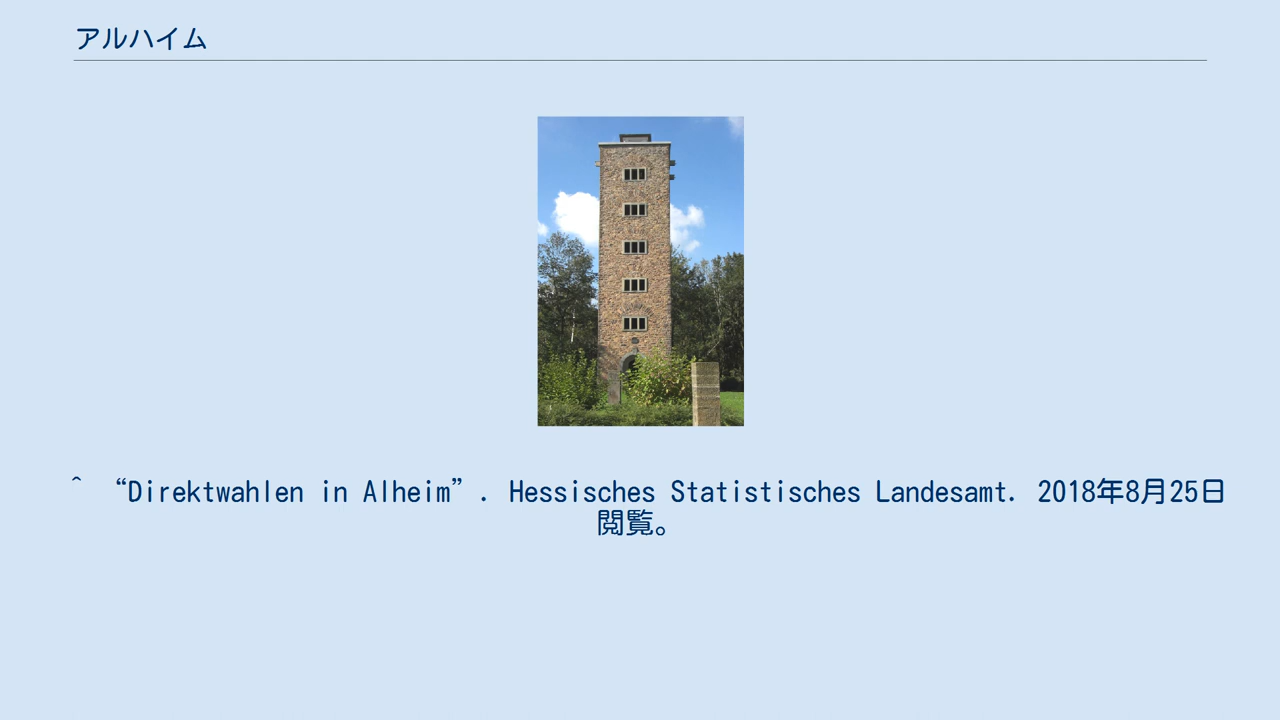 アルハイム
^ “Direktwahlen in Alheim”. Hessisches Statistisches Landesamt. 2018年8月25日
閲覧。